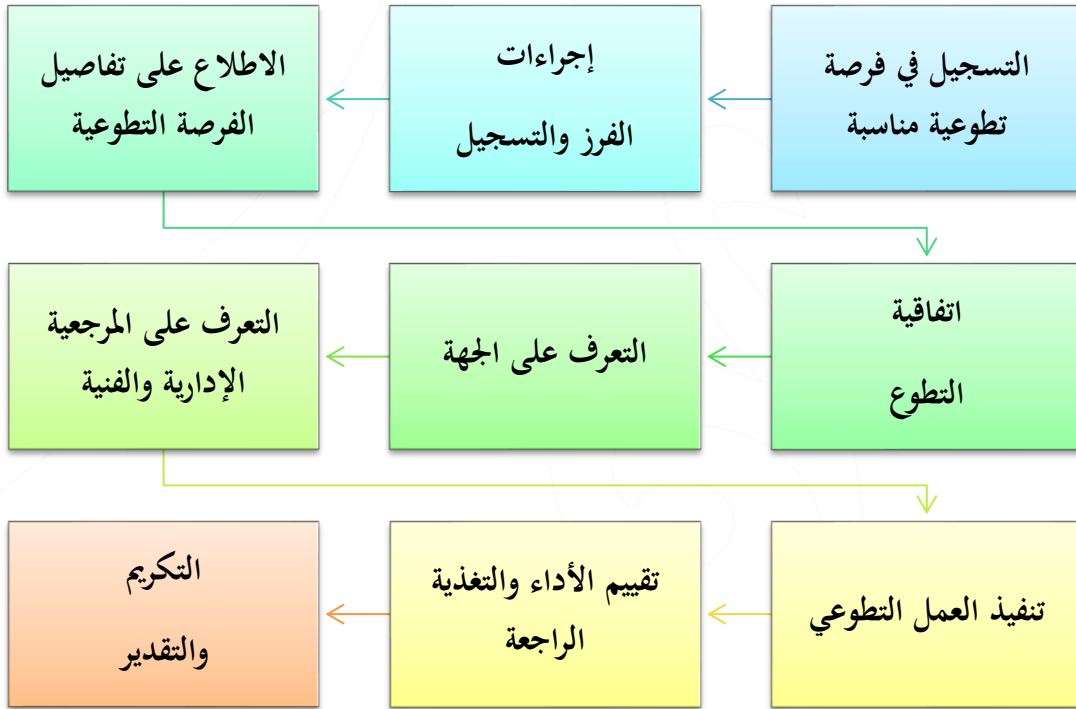 التسجيل في فرصة
تطوعية مناسبة
إجراءات
الفرز والتسجيل
الاطلاع على تفاصيل
الفرصة التطوعية
اتفاقية
التطوع
التعرف على الجهة
التعرف على المرجعية
الإدارية والفنية
تنفيذ العمل التطوعي
تقييم الأداء والتغذية
الراجعة
التكريم
والتقدير